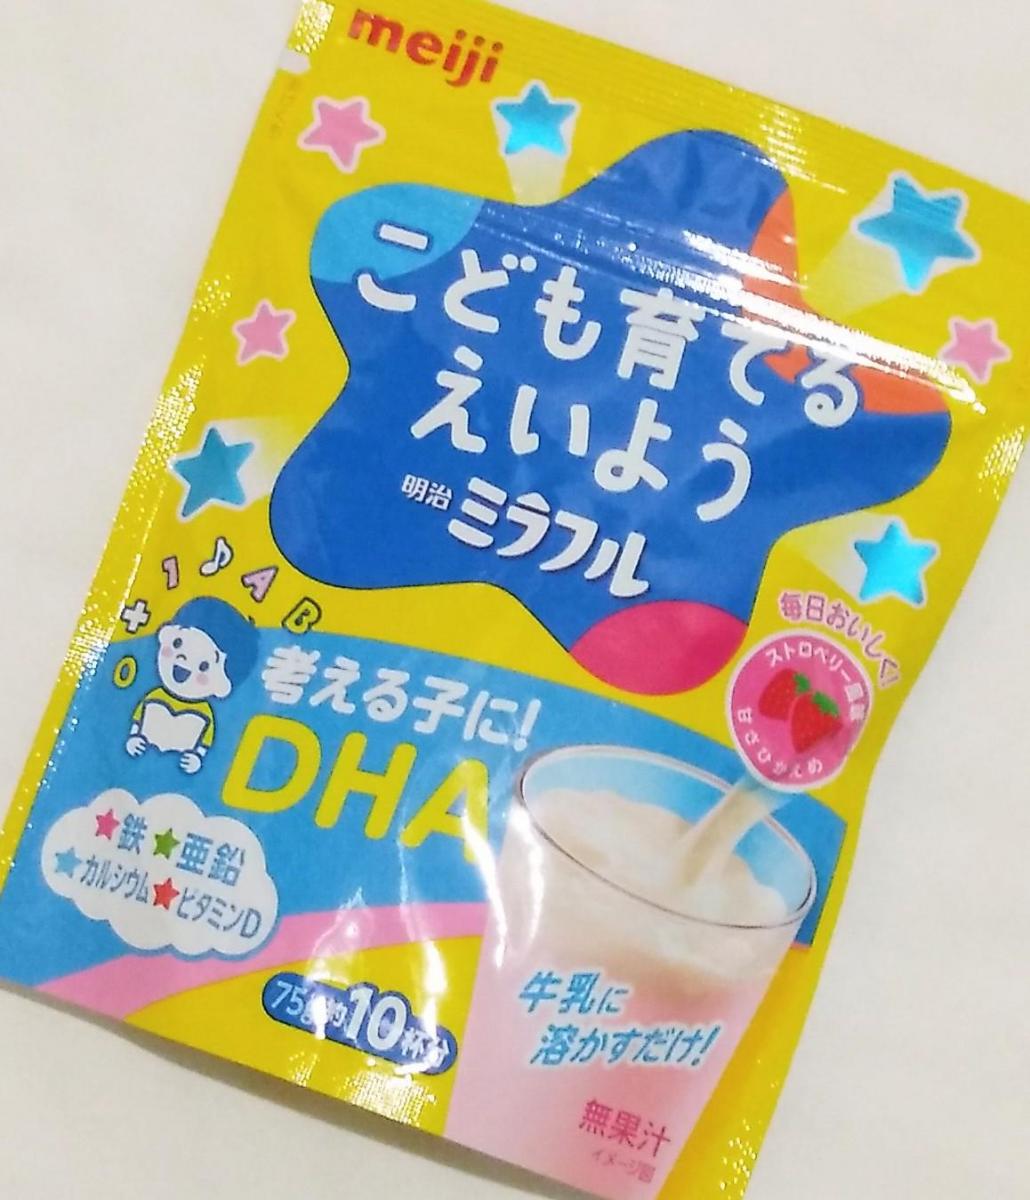 meiji
こども育てる
えいよう
明治 ミラフル
毎日おいしく!
ストロベリー風味
甘さひかえめ
1 ♪ A B
+
0
考える子に!
DHA
鉄 亜鉛
カルシウム ビタミンD
75g約10杯分
牛乳に
溶かすだけ!
無果汁
イメージ図